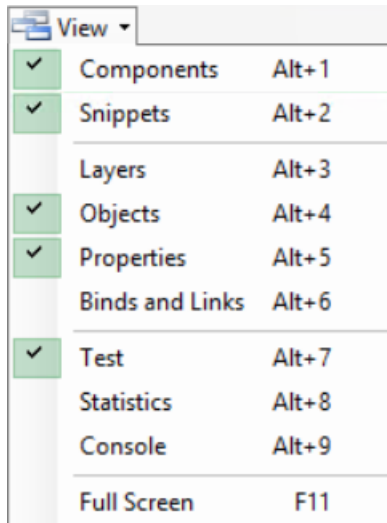 View
Components Alt+1
Snippets Alt+2
Layers Alt+3
Objects Alt+4
Properties Alt+5
Binds and Links Alt+6
Test Alt+7
Statistics Alt+8
Console Alt+9
Full Screen F11